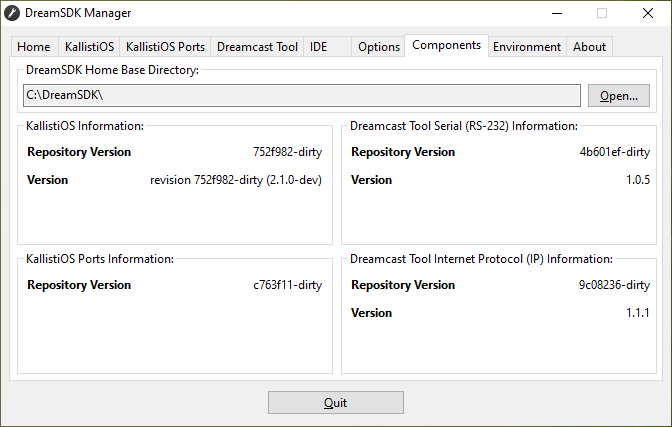 DreamSDK Manager
Home KallistiOS KallistiOS Ports Dreamcast Tool IDE Options Components Environment About
DreamSDK Home Base Directory:
C:\DreamSDK\ Open...
KallistiOS Information:
Repository Version 752f982-dirty
Version revision 752f982-dirty (2.1.0-dev)
Dreamcast Tool Serial (RS-232) Information:
Repository Version 4b601ef-dirty
Version 1.0.5
KallistiOS Ports Information:
Repository Version c763f11-dirty
Dreamcast Tool Internet Protocol (IP) Information:
Repository Version 9c08236-dirty
Version 1.1.1
Quit